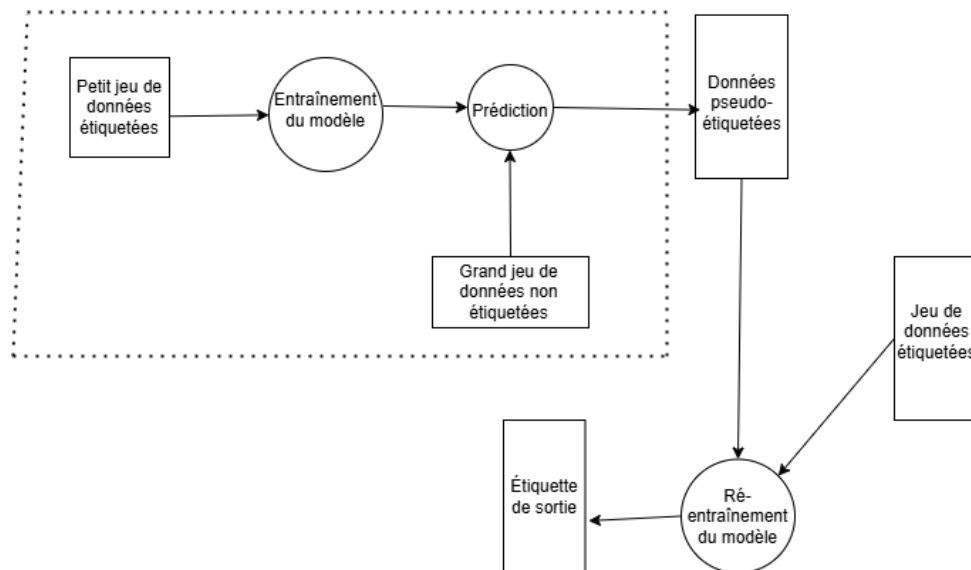 Petit jeu de
données
étiquetées
Entraînement
du modèle
Prédiction
Données
pseudo-
étiquetées
Grand jeu de
données non
étiquetées
Jeu de
données
étiquetées
Étiquette
de sortie
Ré-
entraînement
du modèle